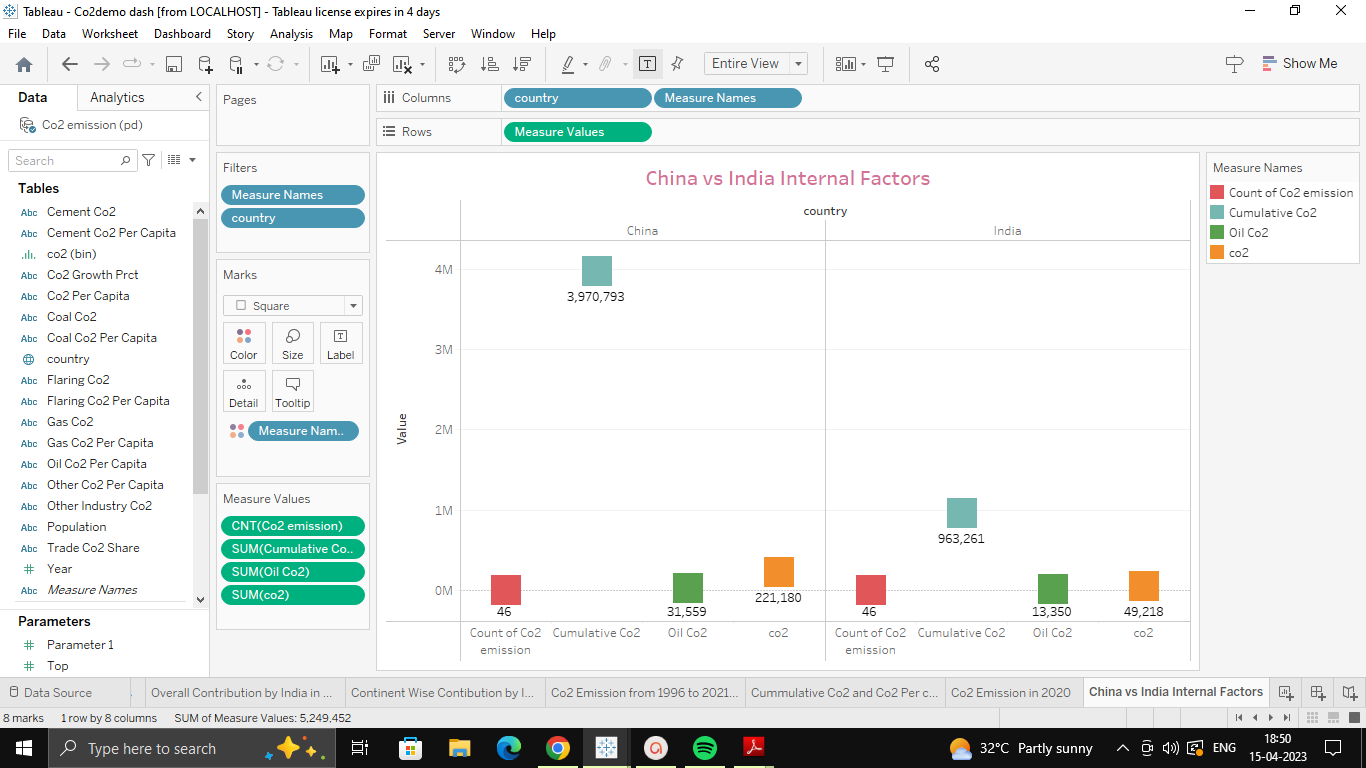 Tableau - Co2demo dash [from LOCALHOST] - Tableau license expires in 4 days
File Data Worksheet Dashboard Story Analysis Map Format Server Window Help
Entire View
Show Me
Data Analytics
Co2 emission (pd)
Search
Tables
Abc Cement Co2
Abc Cement Co2 Per Capita
co2 (bin)
Abc Co2 Growth Prct
Abc Co2 Per Capita
Abc Coal Co2
Abc Coal Co2 Per Capita
country
Abc Flaring Co2
Abc Flaring Co2 Per Capita
Abc Gas Co2
Abc Gas Co2 Per Capita
Abc Oil Co2 Per Capita
Abc Other Co2 Per Capita
Abc Other Industry Co2
Abc Population
Abc Trade Co2 Share
# Year
Abc Measure Names
Parameters
# Parameter 1
# Top
Pages
Filters
Measure Names
country
Marks
Square
Color Size Label
Detail Tooltip
Measure Nam..
Measure Values
CNT(Co2 emission)
SUM(Cumulative Co..
SUM(Oil Co2)
SUM(co2)
Columns country Measure Names
Rows Measure Values
China vs India Internal Factors
country
China India
Value
4M
3M
2M
1M
0M
3,970,793
963,261
46 31,559 221,180 46 13,350 49,218
Count of Co2 emission Cumulative Co2 Oil Co2 co2 Count of Co2 emission Cumulative Co2 Oil Co2 co2
Measure Names
Count of Co2 emission
Cumulative Co2
Oil Co2
co2
Data Source Overall Contribution by India in ... Continent Wise Contibution by I... Co2 Emission from 1996 to 2021... Cummulative Co2 and Co2 Per c... Co2 Emission in 2020 China vs India Internal Factors
8 marks 1 row by 8 columns SUM of Measure Values: 5,249,452
Type here to search
32°C Partly sunny
ENG
18:50
15-04-2023